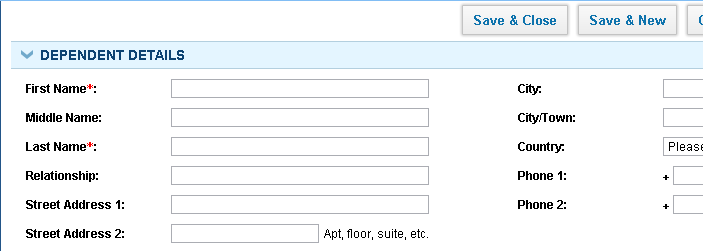 Save & Close Save & New
DEPENDENT DETAILS
First Name*: City:
Middle Name: City/Town:
Last Name*: Country: Please
Relationship: Phone 1: +
Street Address 1: Phone 2: +
Street Address 2: Apt, floor, suite, etc.